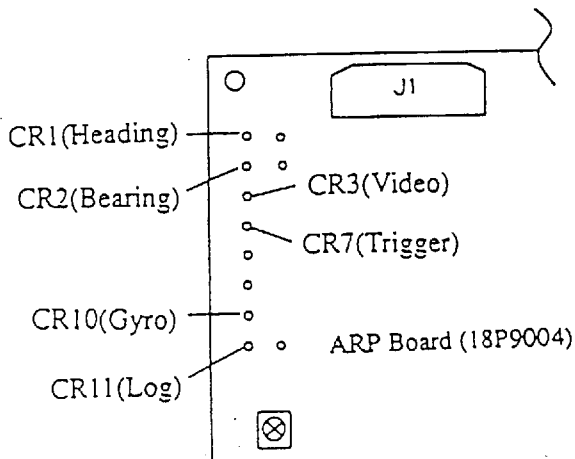 J1
CR1(Heading)
CR2(Bearing)
CR3(Video)
CR7(Trigger)
CR10(Gyro)
ARP Board (18P9004)
CR11(Log)